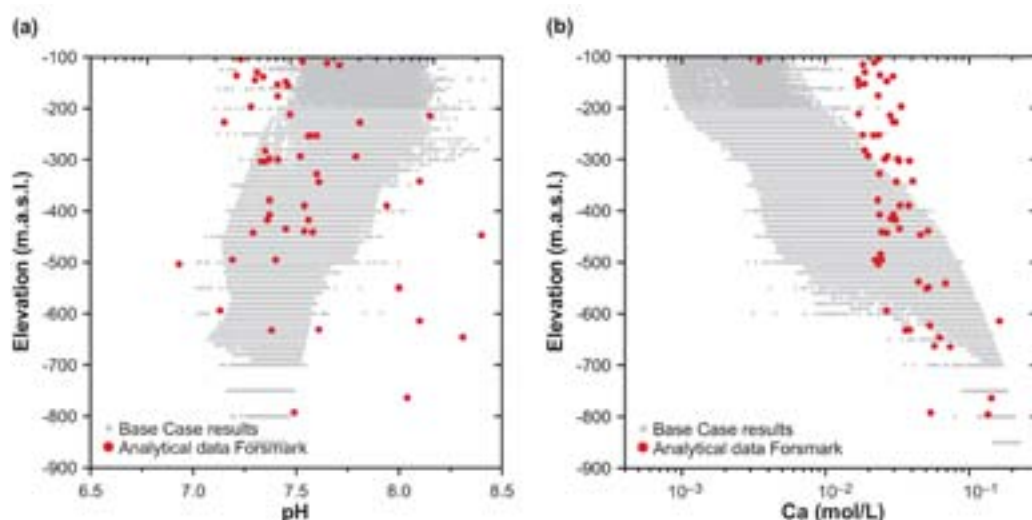 (a)
-100
-200
-300
-400
-500
-600
-700
-800
-900
Elevation (m.a.s.l.)
Base Case results
Analytical data Forsmark
6.5 7.0 7.5 8.0 8.5
pH
(b)
-100
-200
-300
-400
-500
-600
-700
-800
-900
Elevation (m.a.s.l.)
Base Case results
Analytical data Forsmark
10⁻³ 10⁻² 10⁻¹
Ca (mol/L)